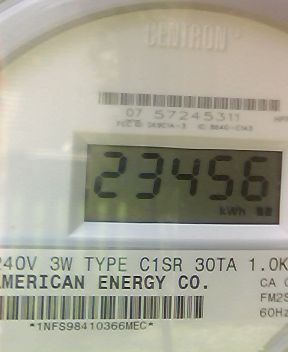 CENTRON®
07 57245311
23456
kWh
240V 3W TYPE C1SR 30TA 1.0K
AMERICAN ENERGY CO.
CA
FM2S
60Hz
*1NFS98410366MEC*